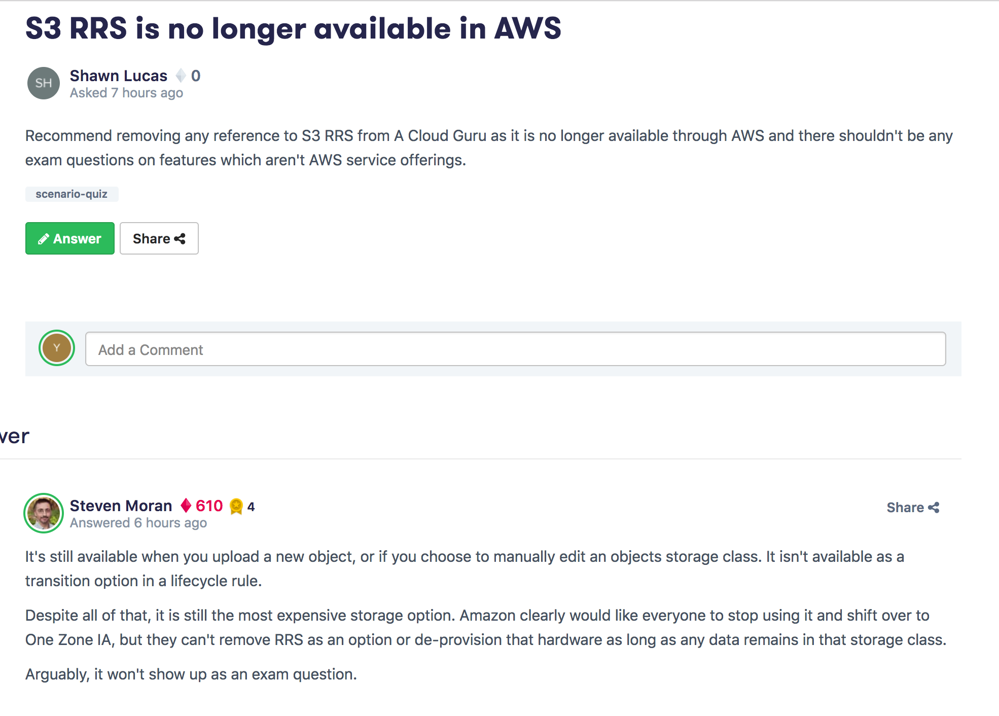 S3 RRS is no longer available in AWS
SH
Shawn Lucas 0
Asked 7 hours ago
Recommend removing any reference to S3 RRS from A Cloud Guru as it is no longer available through AWS and there shouldn't be any
exam questions on features which aren't AWS service offerings.
scenario-quiz
Answer Share
Y
Add a Comment
ver
Steven Moran 610 4
Share
Answered 6 hours ago
It's still available when you upload a new object, or if you choose to manually edit an objects storage class. It isn't available as a
transition option in a lifecycle rule.
Despite all of that, it is still the most expensive storage option. Amazon clearly would like everyone to stop using it and shift over to
One Zone IA, but they can't remove RRS as an option or de-provision that hardware as long as any data remains in that storage class.
Arguably, it won't show up as an exam question.